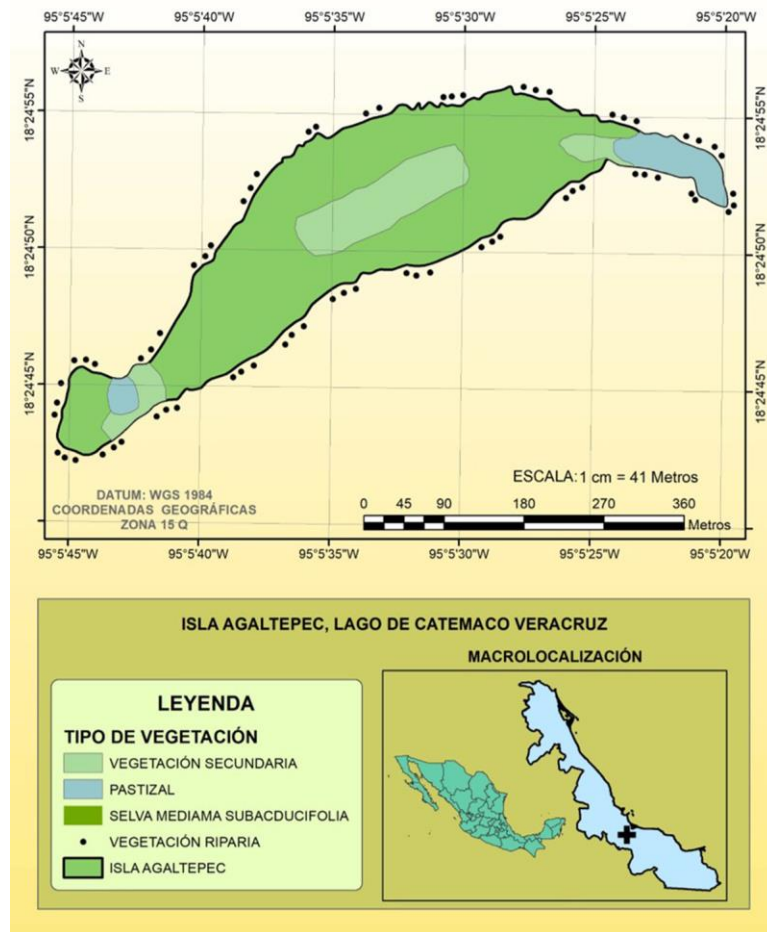 95°5'45"W 95°5'40"W 95°5'35"W 95°5'30"W 95°5'25"W 95°5'20"W
N
W E
S
18°24'55"N 18°24'55"N
18°24'50"N 18°24'50"N
18°24'45"N 18°24'45"N
DATUM: WGS 1984
COORDENADAS GEOGRÁFICAS
ZONA 15 Q
ESCALA: 1 cm = 41 Metros
0 45 90 180 270 360
Metros
95°5'45"W 95°5'40"W 95°5'35"W 95°5'30"W 95°5'25"W 95°5'20"W
ISLA AGALTEPEC, LAGO DE CATEMACO VERACRUZ
LEYENDA
TIPO DE VEGETACIÓN
VEGETACIÓN SECUNDARIA
PASTIZAL
SELVA MEDIAMA SUBACDUCIFOLIA
VEGETACIÓN RIPARIA
ISLA AGALTEPEC
MACROLOCALIZACIÓN